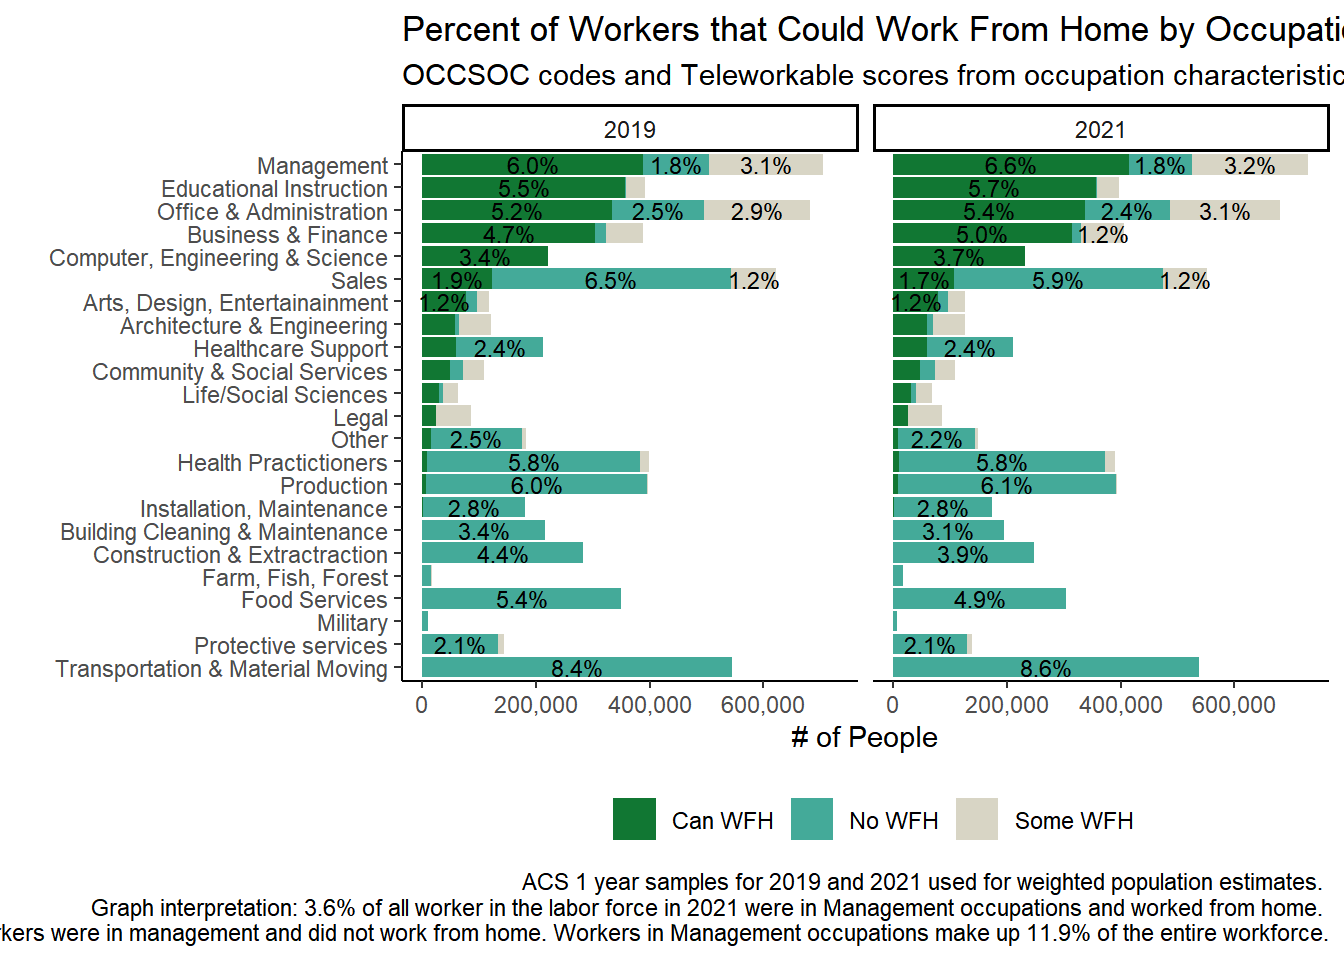 Percent of Workers that Could Work From Home by
OCCSOC codes and Teleworkable scores from occupation
2019 2021
Management 6.0% 1.8% 3.1% 6.6% 1.8% 3.2%
Educational Instruction 5.5% 5.7%
Office & Administration 5.2% 2.5% 2.9% 5.4% 2.4% 3.1%
Business & Finance 4.7% 5.0% 1.2%
Computer, Engineering & Science 3.4% 3.7%
Sales 1.9% 6.5% 1.2% 1.7% 5.9% 1.2%
Arts, Design, Entertainainment 1.2% 1.2%
Architecture & Engineering
Healthcare Support 2.4% 2.4%
Community & Social Services
Life/Social Sciences
Legal
Other 2.5% 2.2%
Health Practictioners 5.8% 5.8%
Production 6.0% 6.1%
Installation, Maintenance 2.8% 2.8%
Building Cleaning & Maintenance 3.4% 3.1%
Construction & Extractraction 4.4% 3.9%
Farm, Fish, Forest
Food Services 5.4% 4.9%
Military
Protective services 2.1% 2.1%
Transportation & Material Moving 8.4% 8.6%
0 200,000 400,000 600,000 0 200,000 400,000 600,000
# of People
Can WFH No WFH Some WFH
ACS 1 year samples for 2019 and 2021 used for weighted population estimates.
Graph interpretation: 3.6% of all worker in the labor force in 2021 were in Management occupations and worked from home.
were in management and did not work from home. Workers in Management occupations make up 11.9% of the entire workforce.